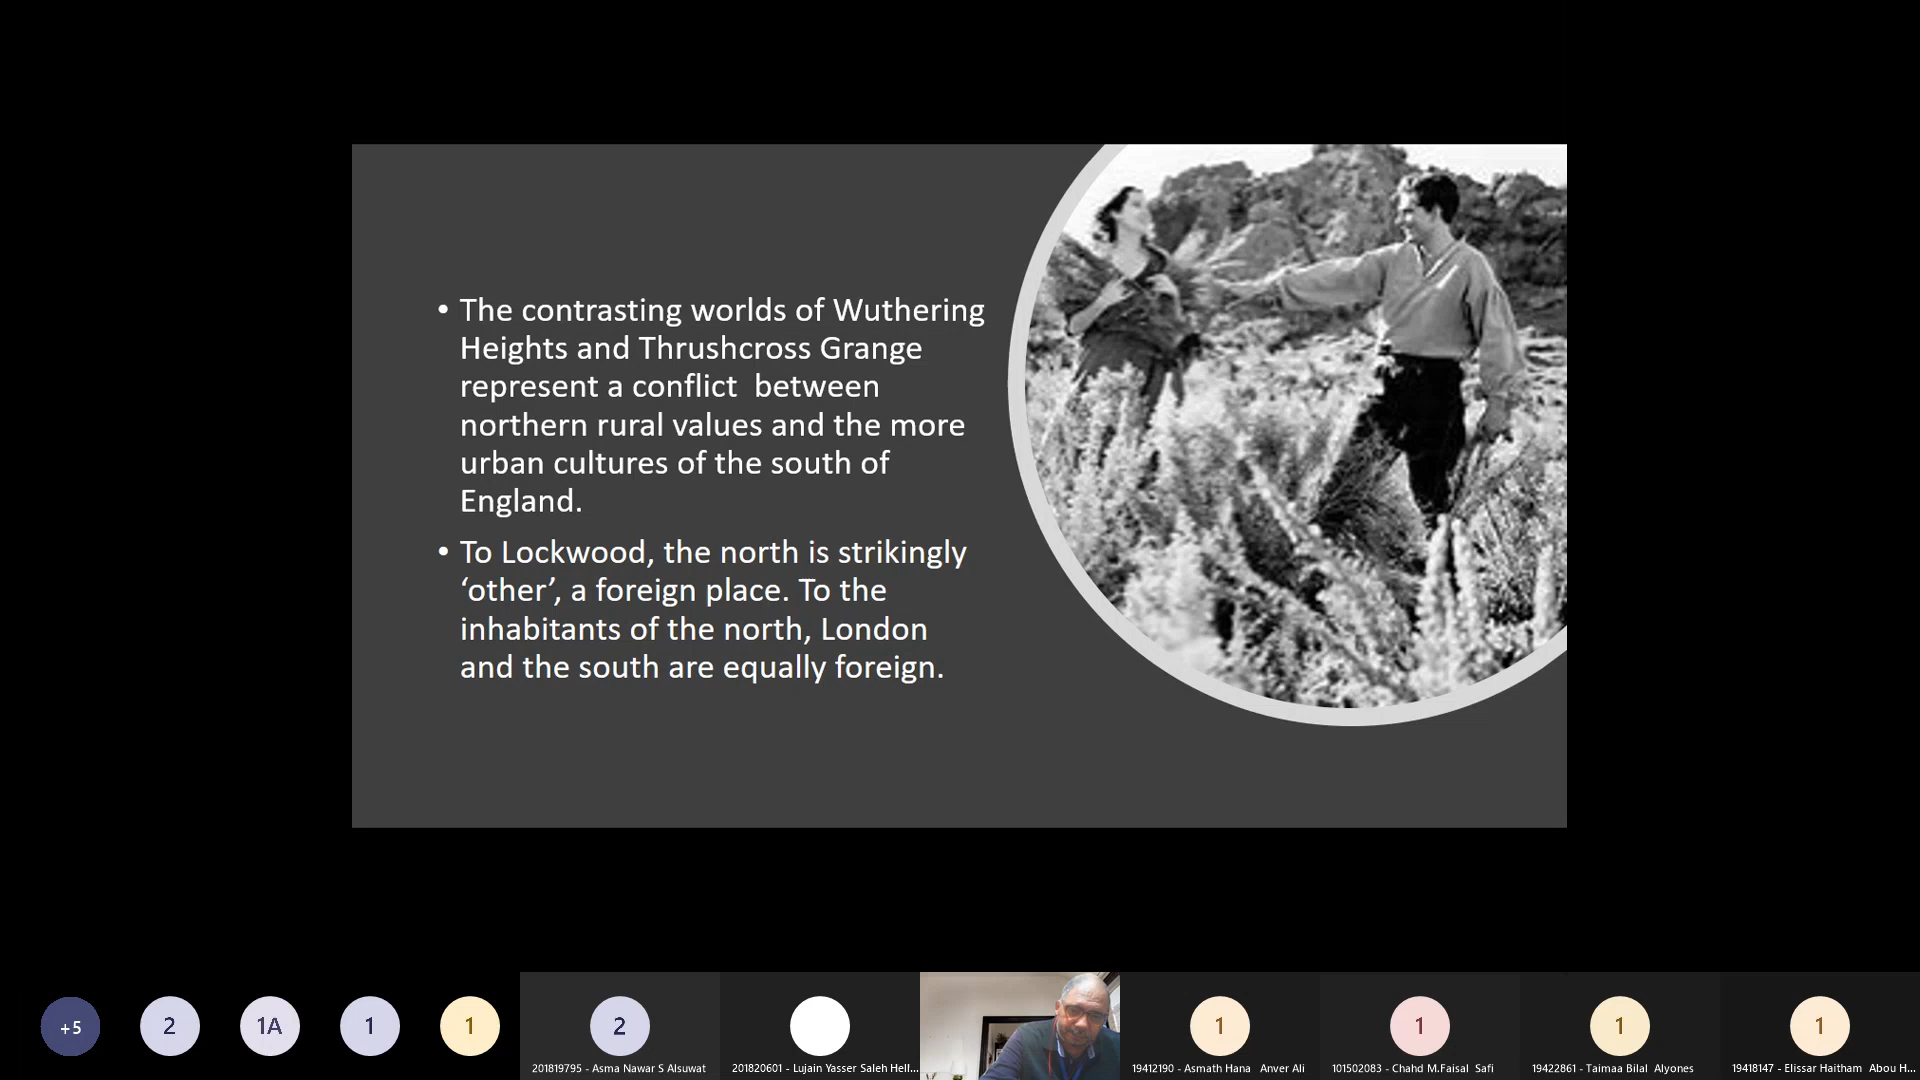 • The contrasting worlds of Wuthering
Heights and Thrushcross Grange
represent a conflict  between
northern rural values and the more
urban cultures of the south of
England.
• To Lockwood, the north is strikingly
‘other’, a foreign place. To the
inhabitants of the north, London
and the south are equally foreign.
+5
2
1A
1
1
2
1
1
1
1
201819795 - Asma Nawar S Alsuwat
201820601 - Lujain Yasser Saleh Hell...
19412190 - Asmath Hana   Anver Ali
101502083 - Chahd M.Faisal  Safi
19422861 - Taimaa Bilal  Alyones
19418147 - Elissar Haitham  Abou H...